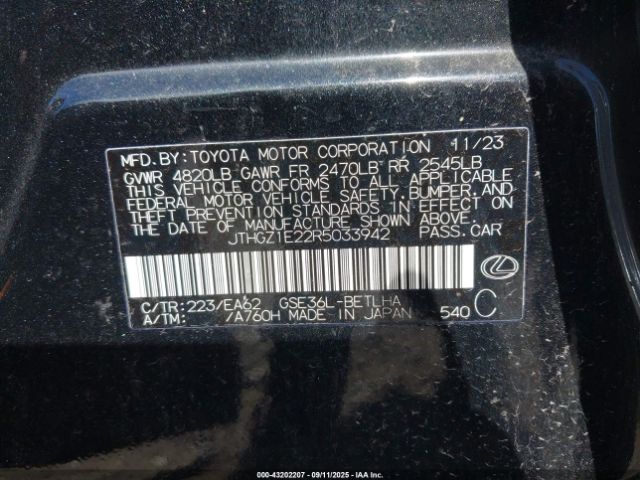 MFD.BY:TOYOTA MOTOR CORPORATION 11/23
GVWR 4820LB GAWR FR 2470LB RR 2545LB
THIS VEHICLE CONFORMS TO ALL APPLICABLE
FEDERAL MOTOR VEHICLE SAFETY, BUMPER, AND
THEFT PREVENTION STANDARDS IN EFFECT ON
THE DATE OF MANUFACTURE SHOWN ABOVE.
JTHGZ1E22R5033942 PASS.CAR
C/TR:223/EA62 GSE36L-BETLHA
A/TM: /A760H MADE IN JAPAN 540 C
000-43202207 - 09/11/2025 - IAAI.COM